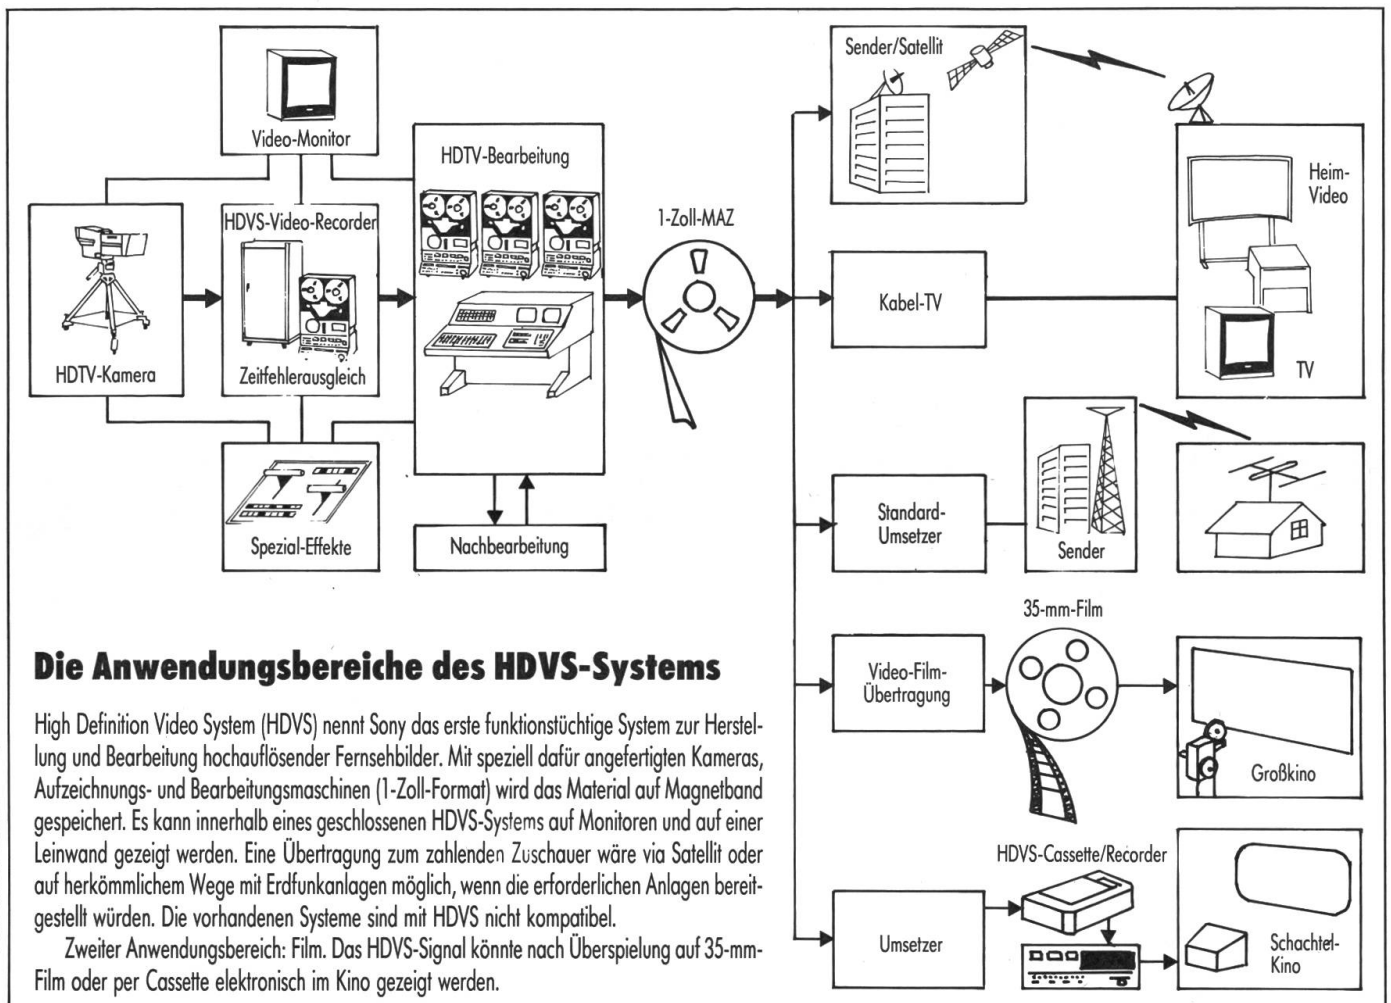 Video-Monitor
HDTV-Kamera
HDVS-Video-Recorder
Zeitfehlerausgleich
Spezial-Effekte
HDTV-Bearbeitung
Nachbearbeitung
1-Zoll-MAZ
Sender/Satellit
Heim-
Video
TV
Kabel-TV
Standard-
Umsetzer
Sender
35-mm-Film
Video-Film-
Übertragung
Großkino
HDVS-Cassette/Recorder
Umsetzer
Schachtel-
Kino
Die Anwendungsbereiche des HDVS-Systems
High Definition Video System (HDVS) nennt Sony das erste funktionstüchtige System zur Herstel-
lung und Bearbeitung hochauflösender Fernsehbilder. Mit speziell dafür angefertigten Kameras,
Aufzeichnungs- und Bearbeitungsmaschinen (1-Zoll-Format) wird das Material auf Magnetband
gespeichert. Es kann innerhalb eines geschlossenen HDVS-Systems auf Monitoren und auf einer
Leinwand gezeigt werden. Eine Übertragung zum zahlenden Zuschauer wäre via Satellit oder
auf herkömmlichem Wege mit Erdfunkanlagen möglich, wenn die erforderlichen Anlagen bereit-
gestellt würden. Die vorhandenen Systeme sind mit HDVS nicht kompatibel.
Zweiter Anwendungsbereich: Film. Das HDVS-Signal könnte nach Überspielung auf 35-mm-
Film oder per Cassette elektronisch im Kino gezeigt werden.